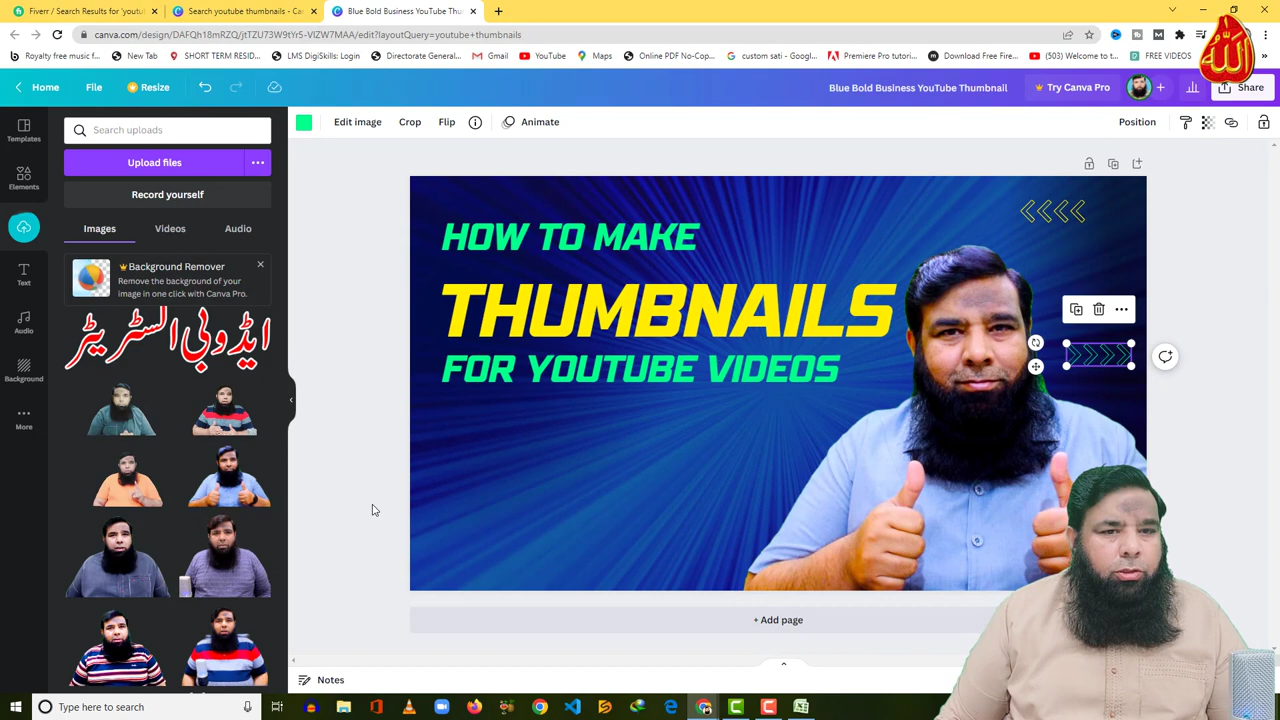 Fiverr / Search Results for 'youtu
Search youtube thumbnails - Ca
Blue Bold Business YouTube Thu
canva.com/design/DAFQh18mRZQ/jtTZU73W9tYr5-VIZW7MAA/edit?layoutQuery=youtube+thumbnails
Royalty free music f...
New Tab
SHORT TERM RESID...
LMS DigiSkills: Login
Directorate General...
Gmail
YouTube
Maps
Online PDF No-Cop...
custom sati - Googl...
Adobe Premiere Pro tutori...
Download Free Fire...
(503) Welcome to t...
FREE VIDEOS
الله
Home
File
Resize
Blue Bold Business YouTube Thumbnail
Try Canva Pro
Share
Templates
Elements
Text
Audio
Background
More
Search uploads
Upload files
Record yourself
Images
Videos
Audio
Background Remover
Remove the background of your
image in one click with Canva Pro.
ایڈوبی السٹریٹر
Edit image
Crop
Flip
Animate
Position
HOW TO MAKE
THUMBNAILS
FOR YOUTUBE VIDEOS
+ Add page
Notes
Type here to search